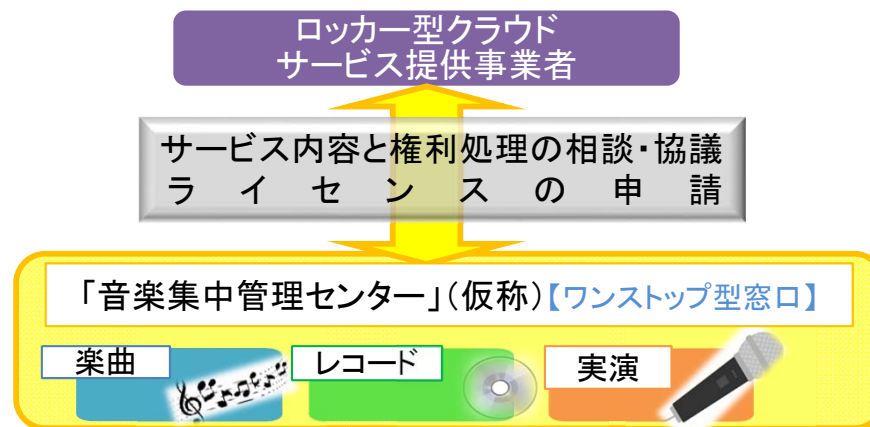 ロッカー型クラウド
サービス提供事業者
サービス内容と権利処理の相談・協議
ライセンスの申請
「音楽集中管理センター」(仮称)【ワンストップ型窓口】
楽曲
レコード
実演